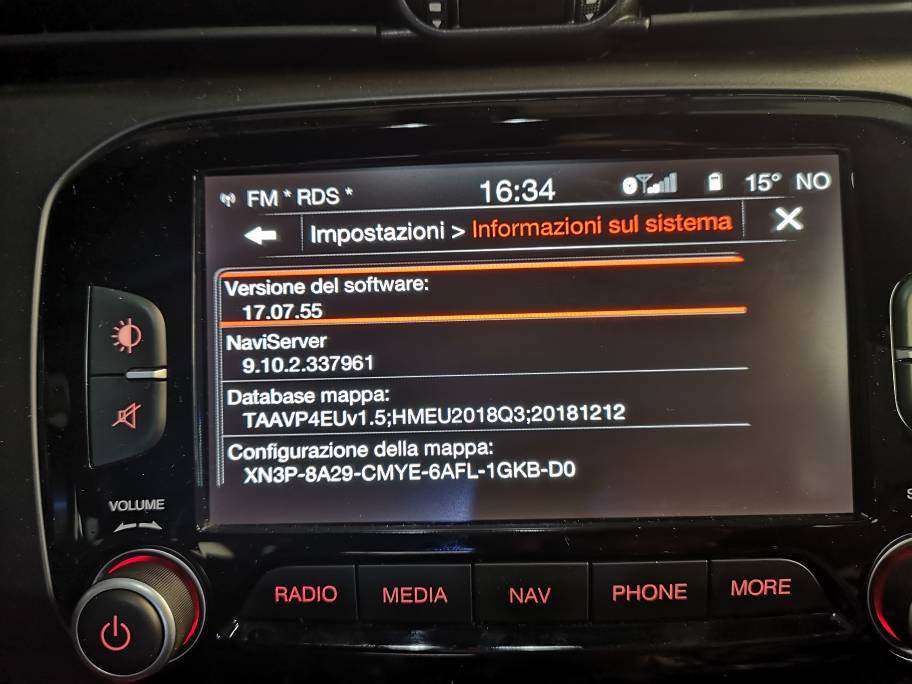 FM * RDS * 16:34 15° NO
Impostazioni > Informazioni sul sistema
Versione del software:
17.07.55
NaviServer
9.10.2.337961
Database mappa:
TAAVP4EUv1.5;HMEU2018Q3;20181212
Configurazione della mappa:
XN3P-8A29-CMYE-6AFL-1GKB-D0
VOLUME
RADIO MEDIA NAV PHONE MORE